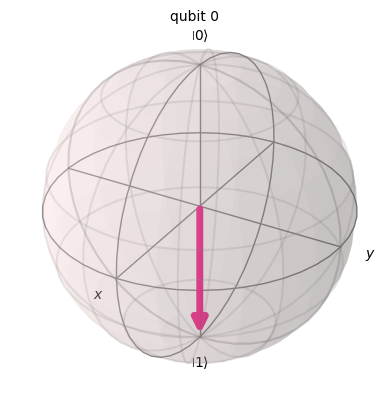 qubit 0
|0⟩
y
x
|1⟩